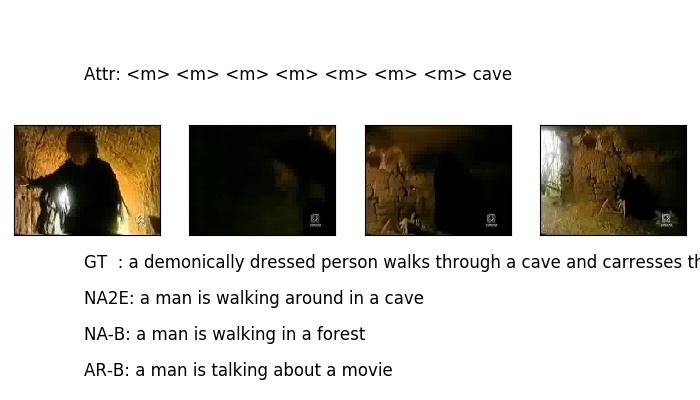 Attr: <m> <m> <m> <m> <m> <m> <m> cave
GT : a demonically dressed person walks through a cave and carresses th
NA2E: a man is walking around in a cave
NA-B: a man is walking in a forest
AR-B: a man is talking about a movie